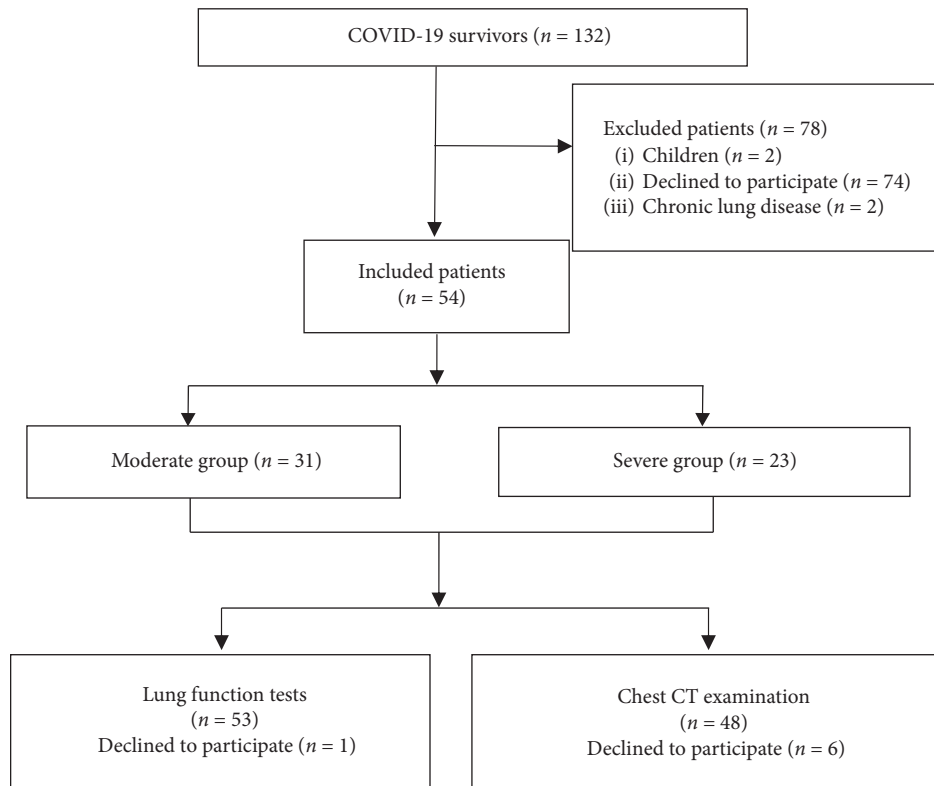 COVID-19 survivors (n = 132)
Excluded patients (n = 78)
(i) Children (n = 2)
(ii) Declined to participate (n = 74)
(iii) Chronic lung disease (n = 2)
Included patients
(n = 54)
Moderate group (n = 31)
Severe group (n = 23)
Lung function tests
(n = 53)
Declined to participate (n = 1)
Chest CT examination
(n = 48)
Declined to participate (n = 6)